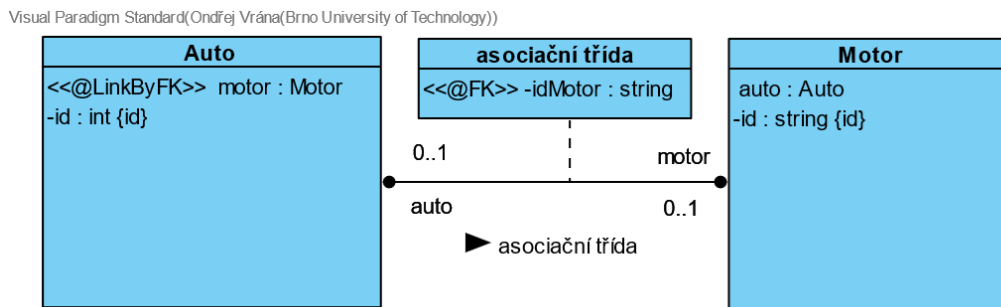 Visual Paradigm Standard(Ondřej Vrána(Brno University of Technology))
Auto
<<@LinkByFK>> motor : Motor
-id : int {id}
asociační třída
<<@FK>> -idMotor : string
Motor
auto : Auto
-id : string {id}
0..1
motor
auto
0..1
asociační třída